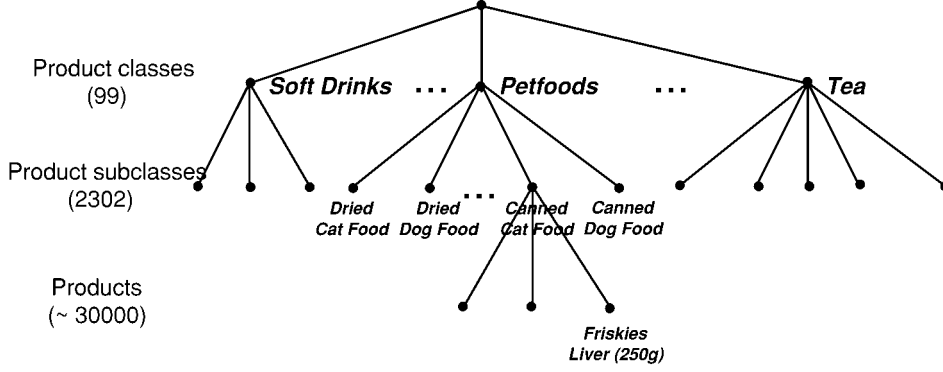 Product classes
(99)
Soft Drinks ... Petfoods ... Tea
Product subclasses
(2302)
...
Dried
Cat Food
Dried
Dog Food
Canned
Cat Food
Canned
Dog Food
Products
(~ 30000)
Friskies
Liver (250g)